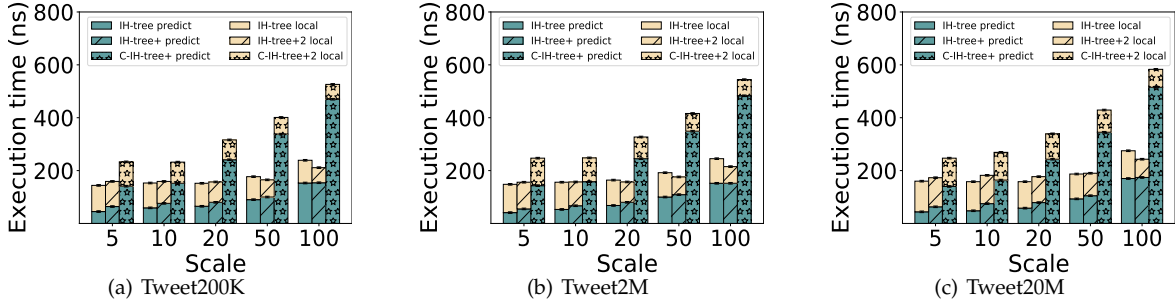 Execution time (ns)
800
600
400
200
IH-tree predict
IH-tree+ predict
C-IH-tree+ predict
IH-tree local
IH-tree+2 local
C-IH-tree+2 local
5 10 20 50 100
Scale
(a) Tweet200K
Execution time (ns)
800
600
400
200
IH-tree predict
IH-tree+ predict
C-IH-tree+ predict
IH-tree local
IH-tree+2 local
C-IH-tree+2 local
5 10 20 50 100
Scale
(b) Tweet2M
Execution time (ns)
800
600
400
200
IH-tree predict
IH-tree+ predict
C-IH-tree+ predict
IH-tree local
IH-tree+2 local
C-IH-tree+2 local
5 10 20 50 100
Scale
(c) Tweet20M